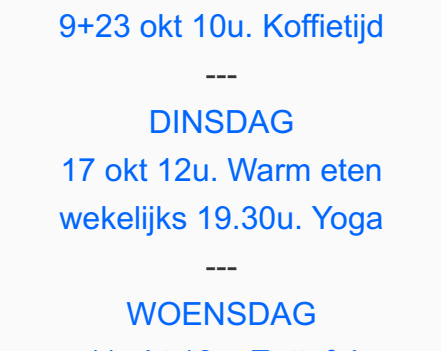 9+23 okt 10u. Koffietijd
---
DINSDAG
17 okt 12u. Warm eten
wekelijks 19.30u. Yoga
---
WOENSDAG